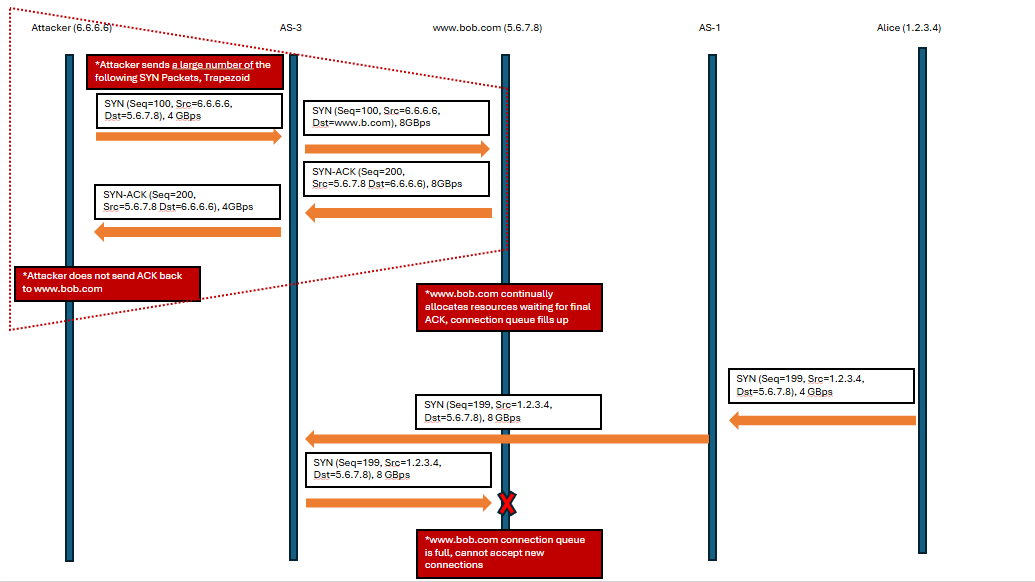 Attacker (6.6.6.6)
AS-3
www.bob.com (5.6.7.8)
AS-1
Alice (1.2.3.4)
*Attacker sends a large number of the
following SYN Packets, Trapezoid
SYN (Seq=100, Src=6.6.6.6,
Dst=5.6.7.8), 4 GBps
SYN (Seq=100, Src=6.6.6.6,
Dst=www.b.com), 8GBps
SYN-ACK (Seq=200,
Src=5.6.7.8 Dst=6.6.6.6), 8GBps
SYN-ACK (Seq=200,
Src=5.6.7.8 Dst=6.6.6.6), 4GBps
*Attacker does not send ACK back
to www.bob.com
*www.bob.com continually
allocates resources waiting for final
ACK, connection queue fills up
SYN (Seq=199, Src=1.2.3.4,
Dst=5.6.7.8), 4 GBps
SYN (Seq=199, Src=1.2.3.4,
Dst=5.6.7.8), 8 GBps
SYN (Seq=199, Src=1.2.3.4,
Dst=5.6.7.8), 8 GBps
*www.bob.com connection queue
is full, cannot accept new
connections